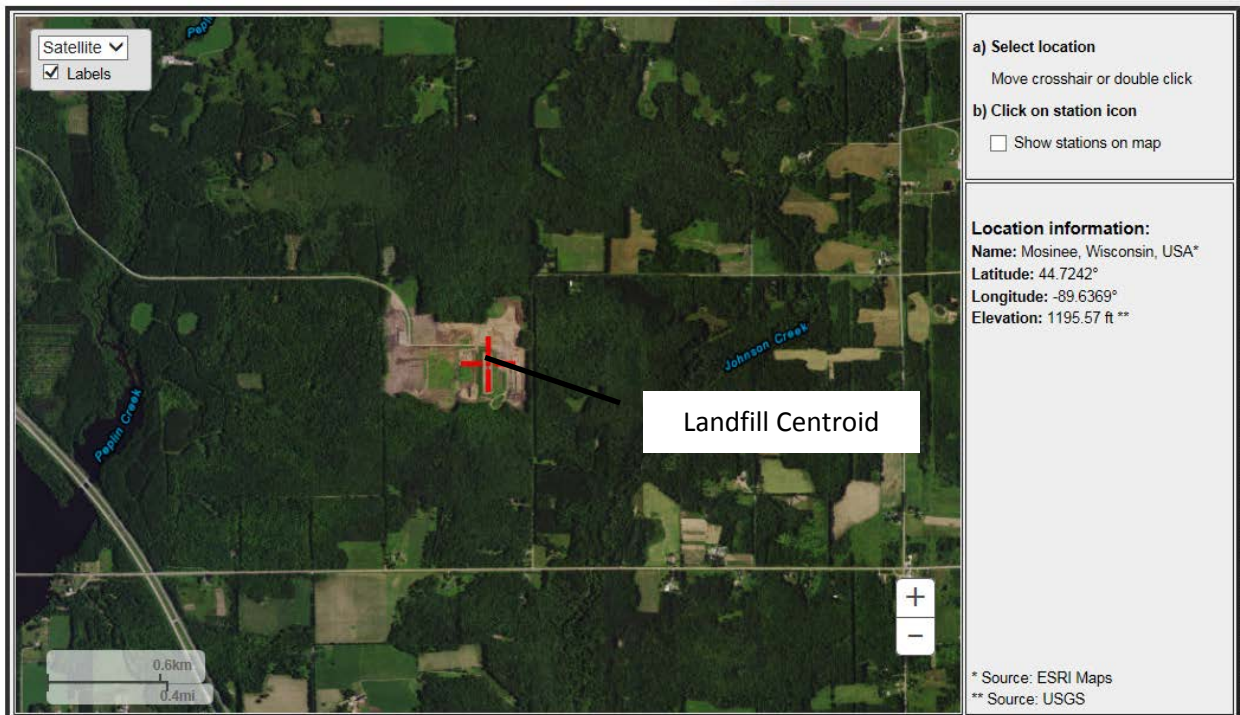 Satellite
Labels
Pepli
Johnson Creek
Peplin Creek
Landfill Centroid
+
−
0.6km
0.4mi
a) Select location
Move crosshair or double click
b) Click on station icon
Show stations on map
Location information:
Name: Mosinee, Wisconsin, USA*
Latitude: 44.7242°
Longitude: -89.6369°
Elevation: 1195.57 ft **
* Source: ESRI Maps
** Source: USGS